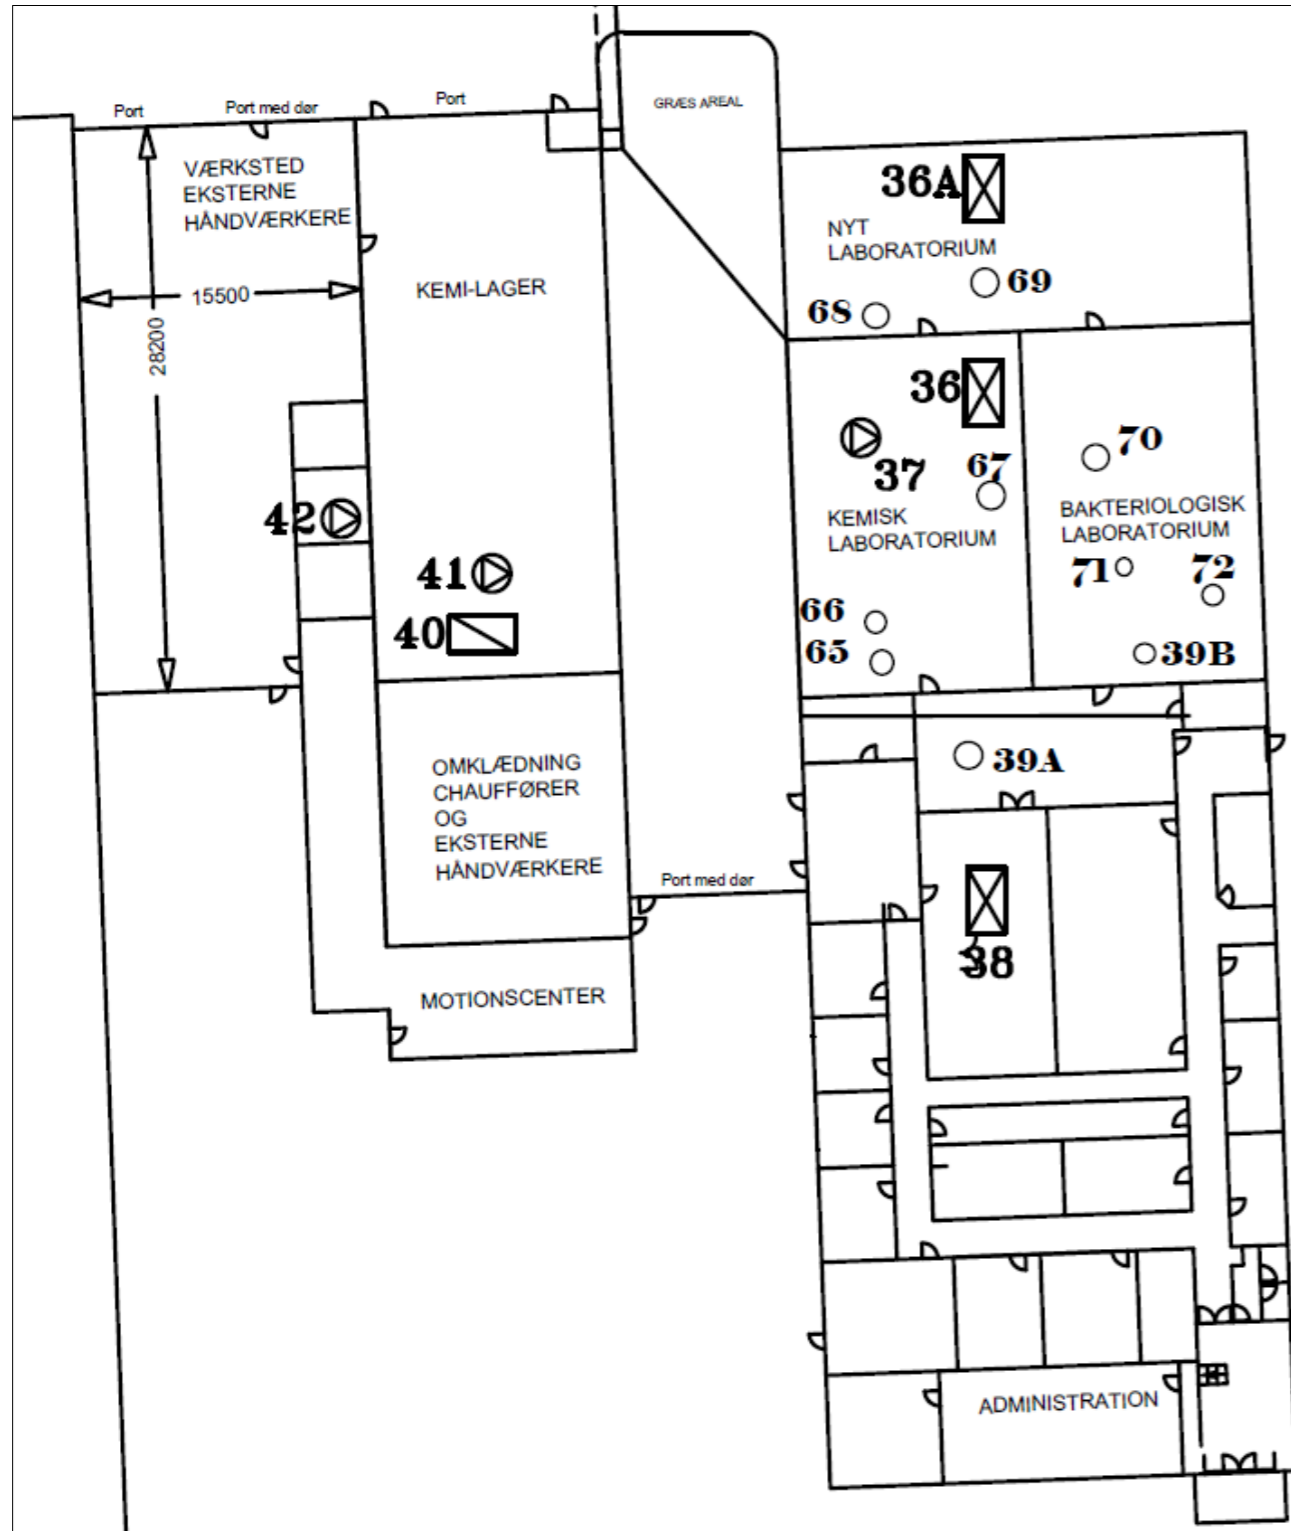 GRÆS AREAL
Port
Port med dør
Port
VÆRKSTED
EKSTERNE
HÅNDVÆRKERE
36A
NYT
LABORATORIUM
69
68
15500
KEMI-LAGER
28200
36
37
67
70
KEMISK
LABORATORIUM
BAKTERIOLOGISK
LABORATORIUM
42
41
71
72
40
66
65
39B
39A
OMKLÆDNING
CHAUFFØRER
OG
EKSTERNE
HÅNDVÆRKERE
Port med dør
38
MOTIONSCENTER
ADMINISTRATION